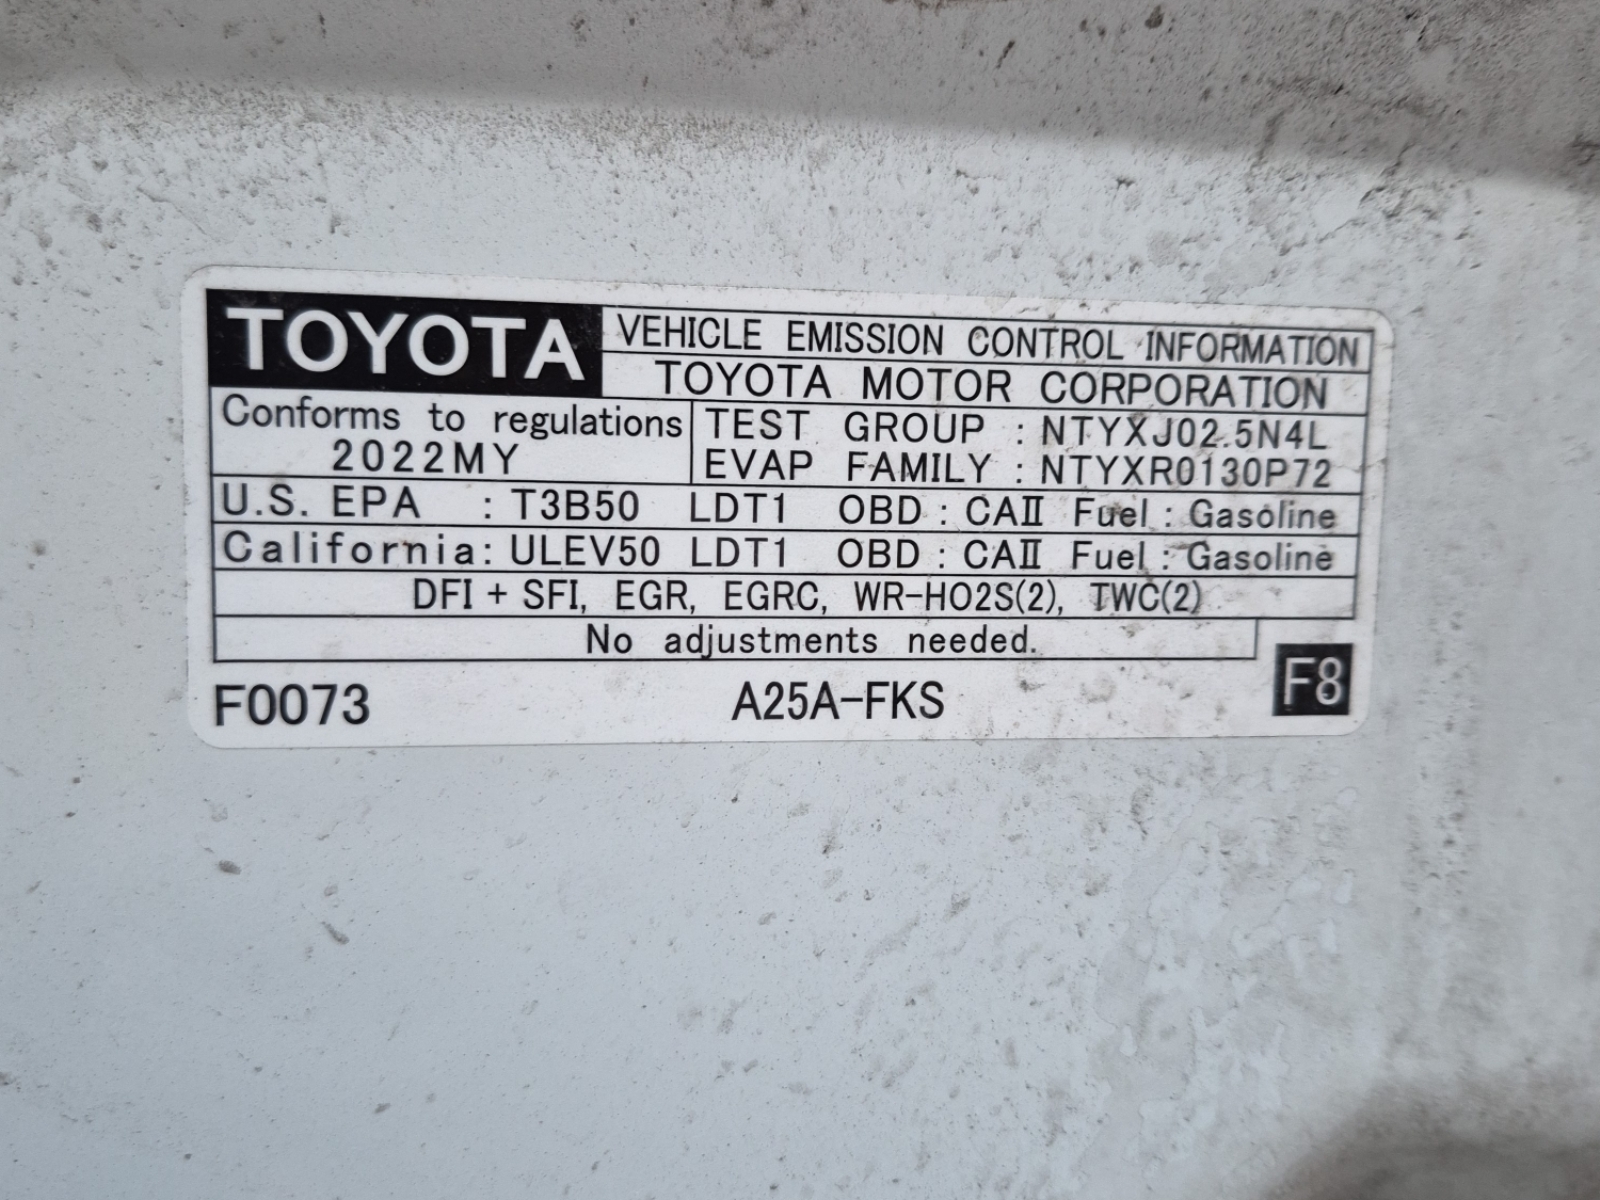 TOYOTA VEHICLE EMISSION CONTROL INFORMATION
TOYOTA MOTOR CORPORATION
Conforms to regulations
2022MY
TEST GROUP : NTYXJ02.5N4L
EVAP FAMILY : NTYXR0130P72
U.S. EPA : T3B50 LDT1 OBD : CAⅡ Fuel : Gasoline
California: ULEV50 LDT1 OBD : CAⅡ Fuel : Gasoline
DFI + SFI, EGR, EGRC, WR-HO2S(2), TWC(2)
No adjustments needed.
F8
F0073 A25A-FKS